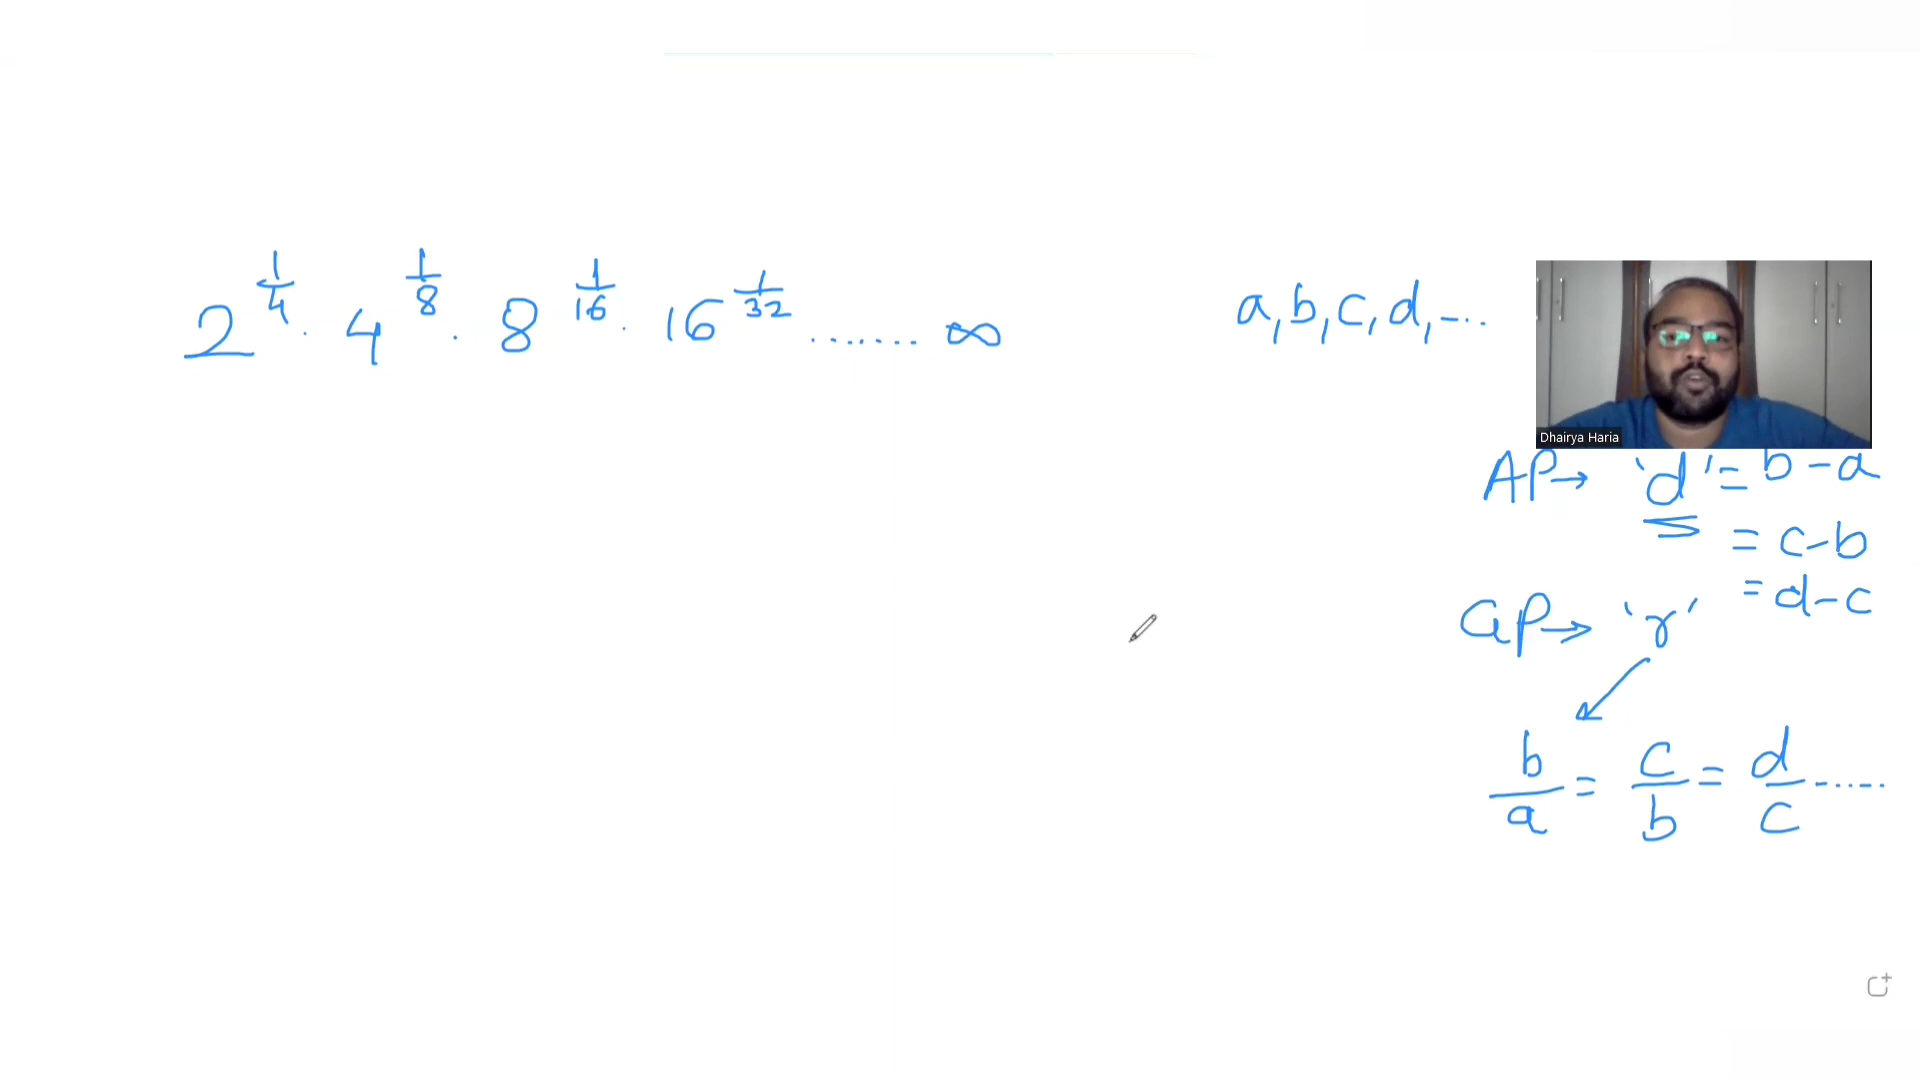 2^{1/4} . 4^{1/8} . 8^{1/16} . 16^{1/32} ....... ∞
a, b, c, d, -...
Dhairya Haria
AP→ 'd' = b-a
= c-b
= d-c
GP→ 'r'
b/a = c/b = d/c ......